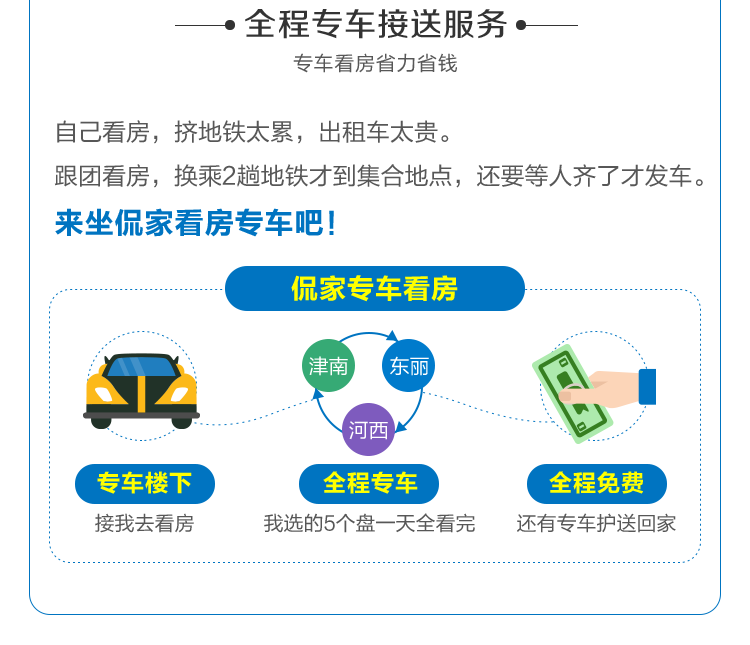 全程专车接送服务
专车看房省力省钱
自己看房，挤地铁太累，出租车太贵。
跟团看房，换乘2趟地铁才到集合地点，还要等人齐了才发车。
来坐侃家看房专车吧！
侃家专车看房
津南
东丽
河西
专车楼下
全程专车
全程免费
接我去看房
我选的5个盘一天全看完
还有专车护送回家